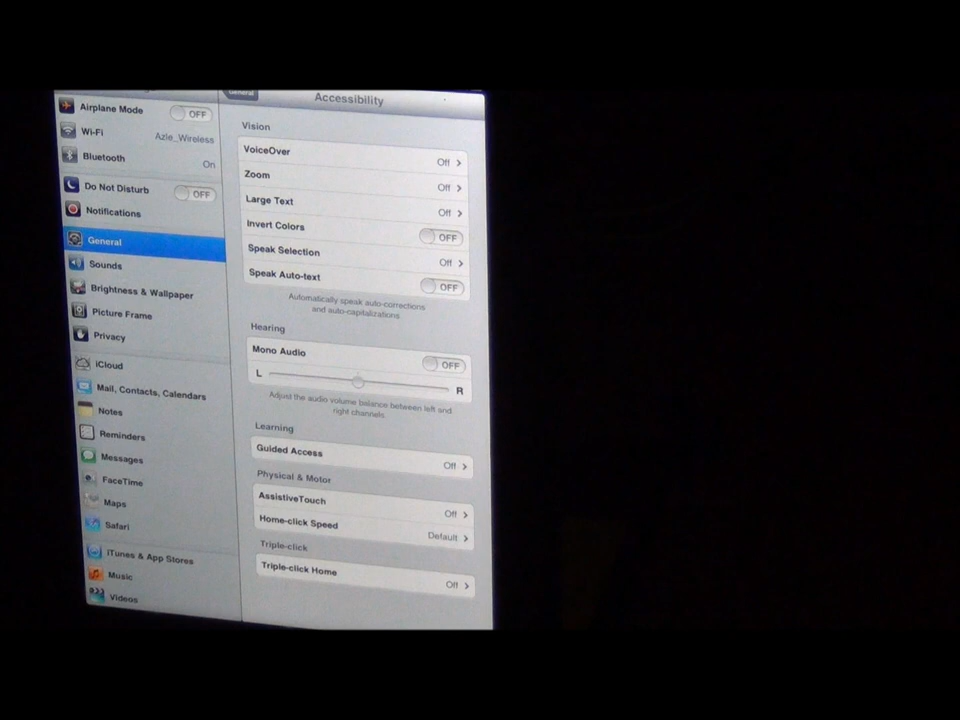 Airplane Mode OFF
Wi-Fi Azle_Wireless
Bluetooth On
Do Not Disturb OFF
Notifications
General
Sounds
Brightness & Wallpaper
Picture Frame
Privacy
iCloud
Mail, Contacts, Calendars
Notes
Reminders
Messages
FaceTime
Maps
Safari
iTunes & App Stores
Music
Videos
General
Accessibility
Vision
VoiceOver Off
Zoom Off
Large Text Off
Invert Colors OFF
Speak Selection Off
Speak Auto-text OFF
Automatically speak auto-corrections
and auto-capitalizations.
Hearing
Mono Audio OFF
L R
Adjust the audio volume balance between left and
right channels.
Learning
Guided Access Off
Physical & Motor
AssistiveTouch Off
Home-click Speed Default
Triple-click
Triple-click Home Off